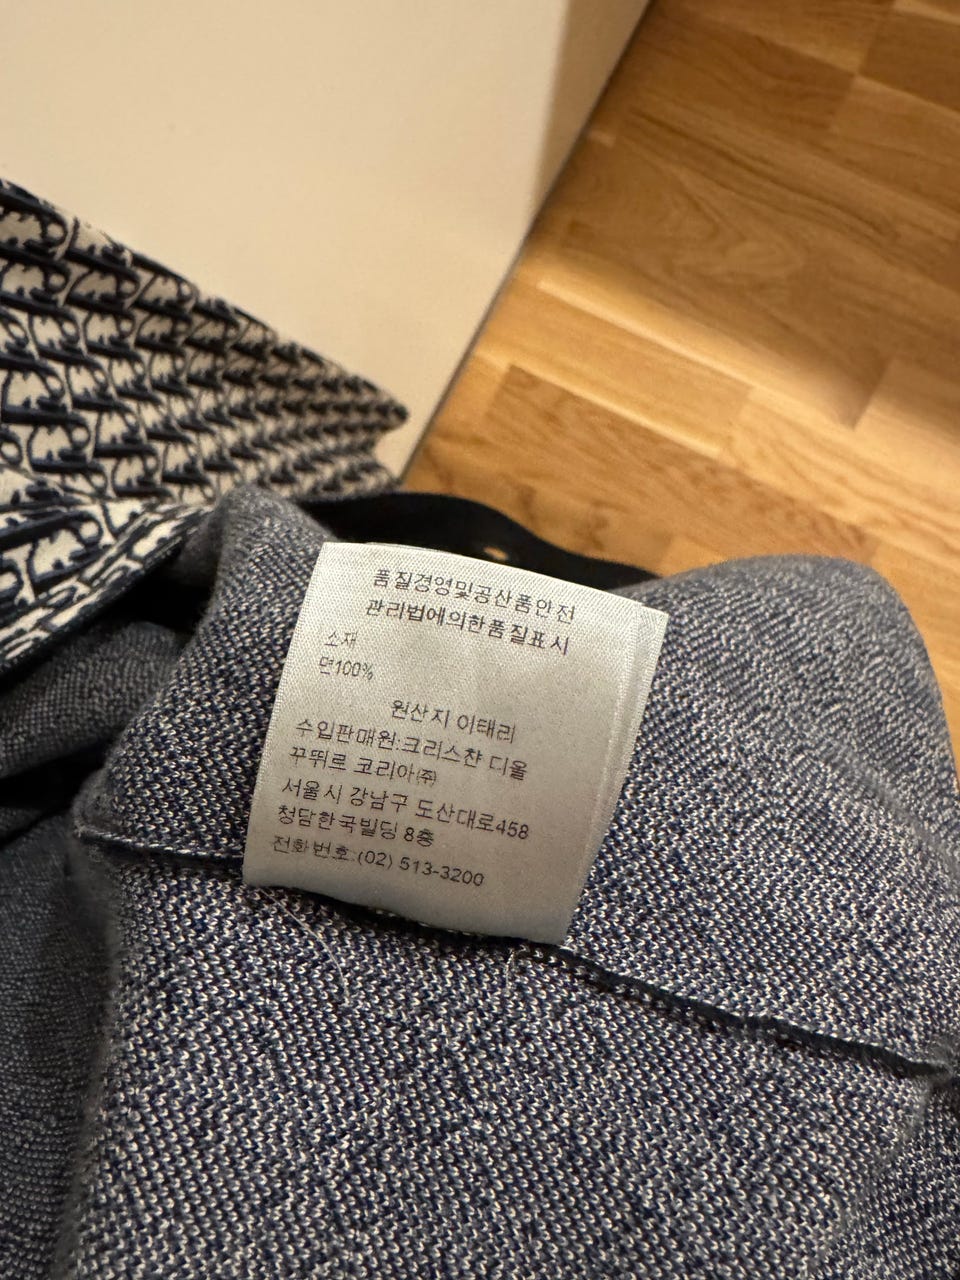 품질경영및공산품안전
관리법에의한품질표시
소재
면100%
원산지 이태리
수입판매원:크리스챤 디올
꾸뛰르 코리아㈜
서울시 강남구 도산대로458
청담한국빌딩 8층
전화번호:(02) 513-3200